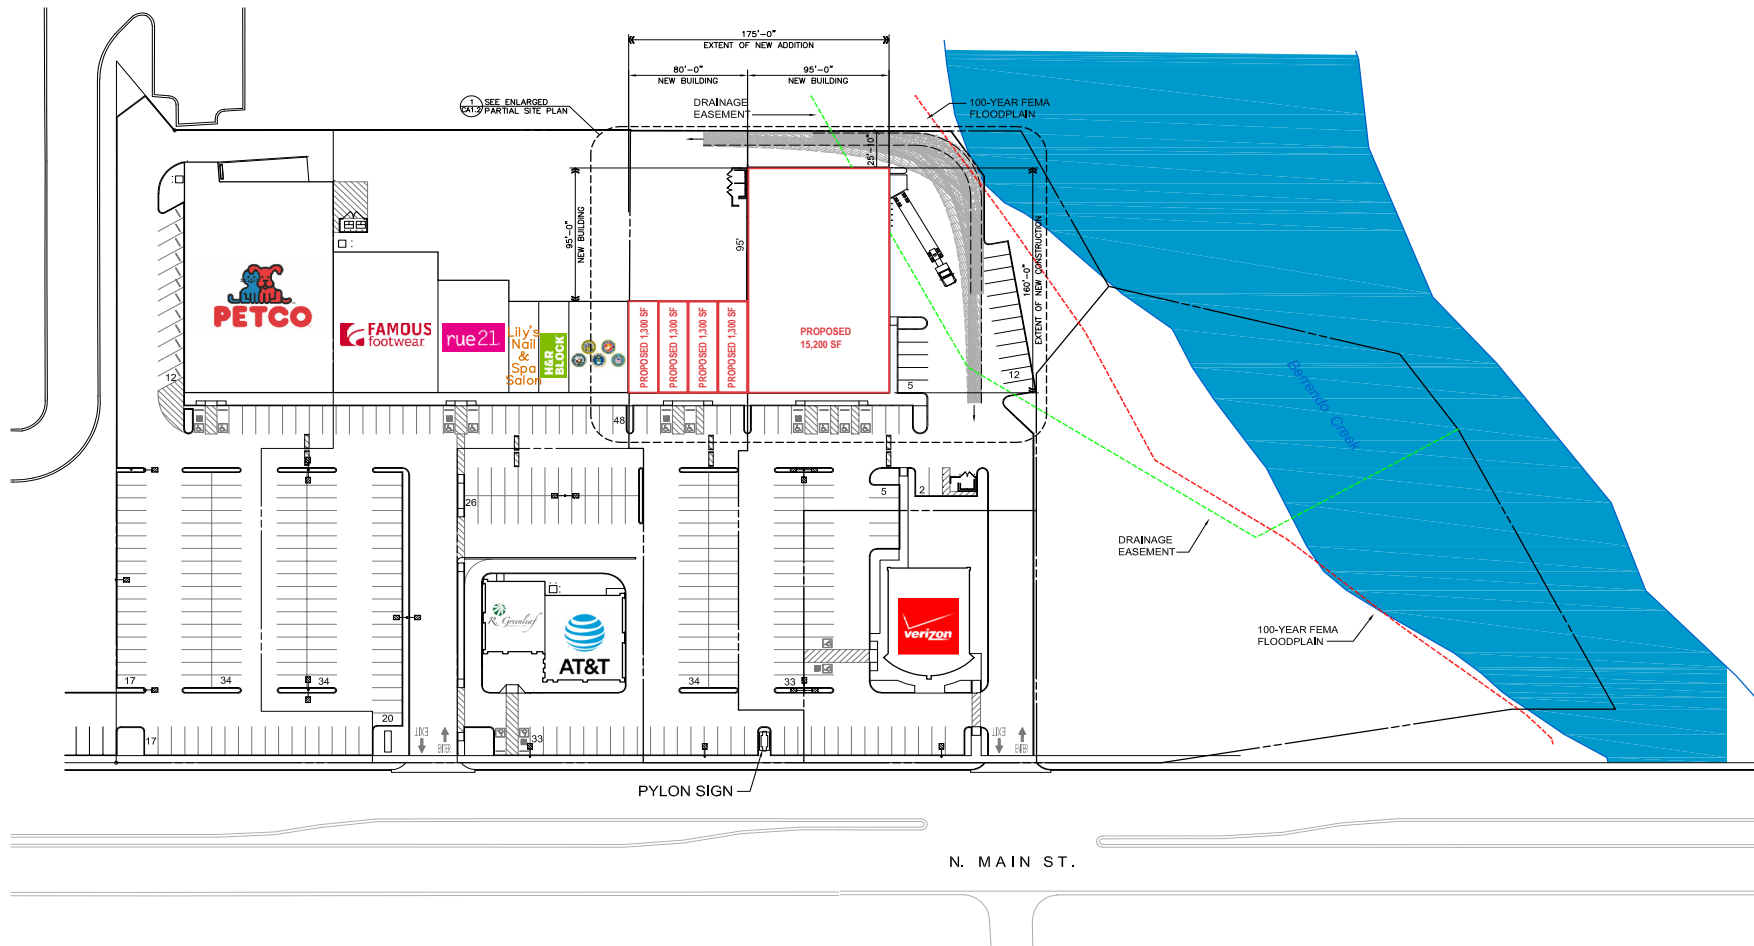 175'-0"
EXTENT OF NEW ADDITION
80'-0"
NEW BUILDING
95'-0"
NEW BUILDING
1
CA1.2
SEE ENLARGED
PARTIAL SITE PLAN
DRAINAGE
EASEMENT
100-YEAR FEMA
FLOODPLAIN
25'-10"
95'-0"
NEW BUILDING
95'
160'-0"
EXTENT OF NEW CONSTRUCTION
PETCO
FAMOUS
footwear
rue21
Lily's
Nail
&
Spa
Salon
H&R
BLOCK
PROPOSED 1,300 SF
PROPOSED 1,300 SF
PROPOSED 1,300 SF
PROPOSED 1,300 SF
PROPOSED
15,200 SF
12
5
12
48
Berrendo Creek
26
5
2
DRAINAGE
EASEMENT
R Greenleaf
AT&T
verizon
100-YEAR FEMA
FLOODPLAIN
17
34
34
34
33
20
17
33
EXIT
ENTER
EXIT
ENTER
PYLON SIGN
N. MAIN ST.